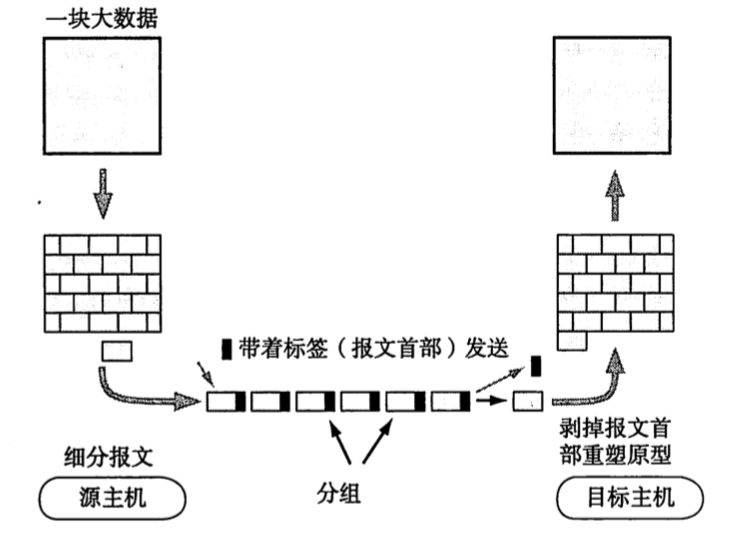 一块大数据
带着标签（报文首部）发送
细分报文
源主机
分组
剥掉报文首
部重塑原型
目标主机